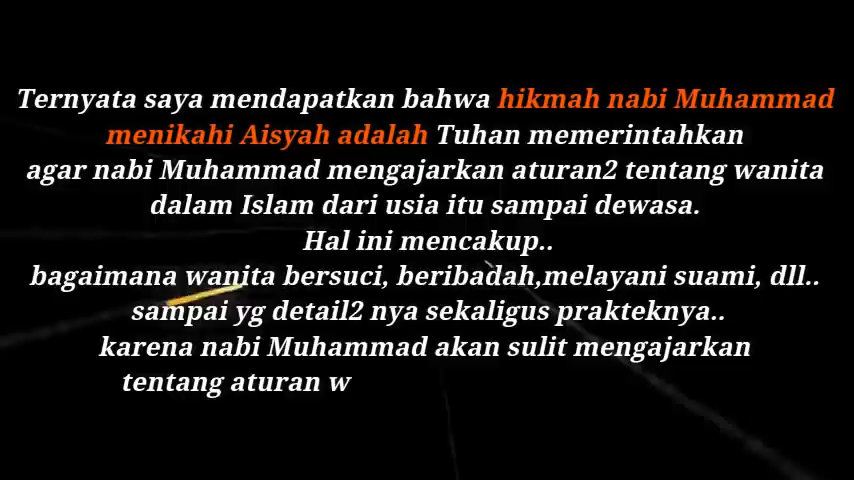 Ternyata saya mendapatkan bahwa hikmah nabi Muhammad
menikahi Aisyah adalah Tuhan memerintahkan
agar nabi Muhammad mengajarkan aturan2 tentang wanita
dalam Islam dari usia itu sampai dewasa.
Hal ini mencakup..
bagaimana wanita bersuci, beribadah,melayani suami, dll..
sampai yg detail2 nya sekaligus prakteknya..
karena nabi Muhammad akan sulit mengajarkan
tentang aturan w